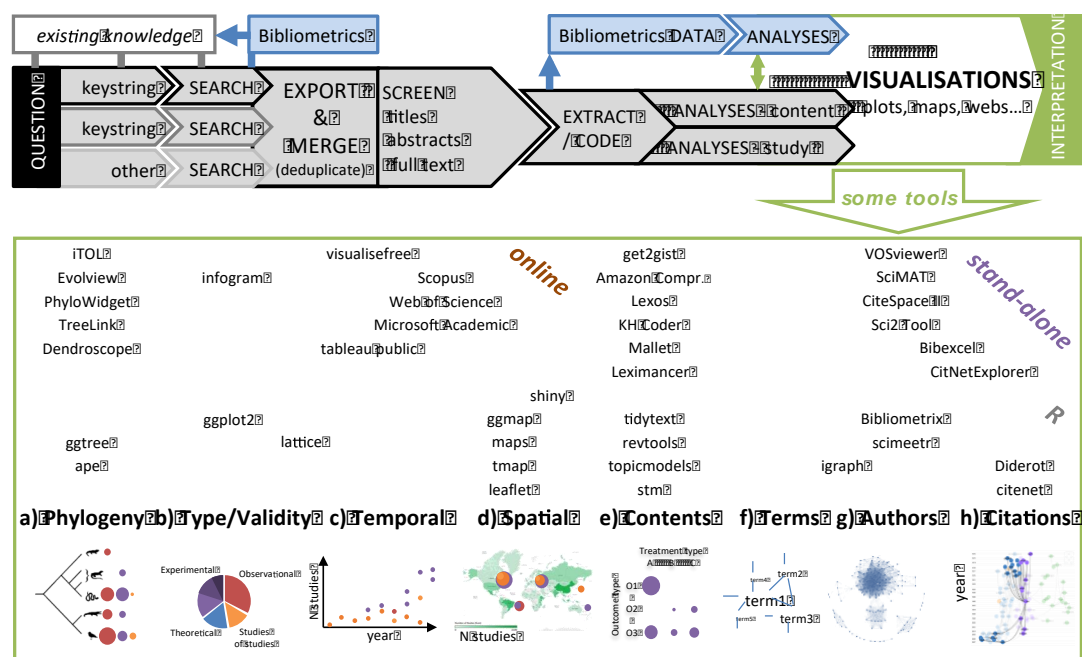 existing knowledge
Bibliometrics
Bibliometrics DATA
ANALYSES
QUESTION
keystring
SEARCH
keystring
SEARCH
other
SEARCH
EXPORT
&
MERGE
(deduplicate)
SCREEN
titles
abstracts
full text
EXTRACT
/ CODE
ANALYSES content
ANALYSES study
VISUALISATIONS
plots, maps, webs...
INTERPRETATION
some tools
iTOL
Evolview
PhyloWidget
TreeLink
Dendroscope
infogram
visualisefree
Scopus
Web of Science
Microsoft Academic
tableau public
online
get2gist
Amazon Compr.
Lexos
KH Coder
Mallet
Leximancer
VOSviewer
SciMAT
CiteSpace II
Sci2 Tool
Bibexcel
CitNetExplorer
stand-alone
shiny
R
ggtree
ape
ggplot2
lattice
ggmap
maps
tmap
leaflet
tidytext
revtools
topicmodels
stm
Bibliometrix
scimeetr
igraph
Diderot
citenet
a) Phylogeny
b) Type/Validity
c) Temporal
d) Spatial
e) Contents
f) Terms
g) Authors
h) Citations
Experimental
Observational
Theoretical
Studies
of studies
N studies
year
N studies
Treatment type
A B C
Outcome type
O1
O2
O3
term4
term2
term1
term5
term3
year